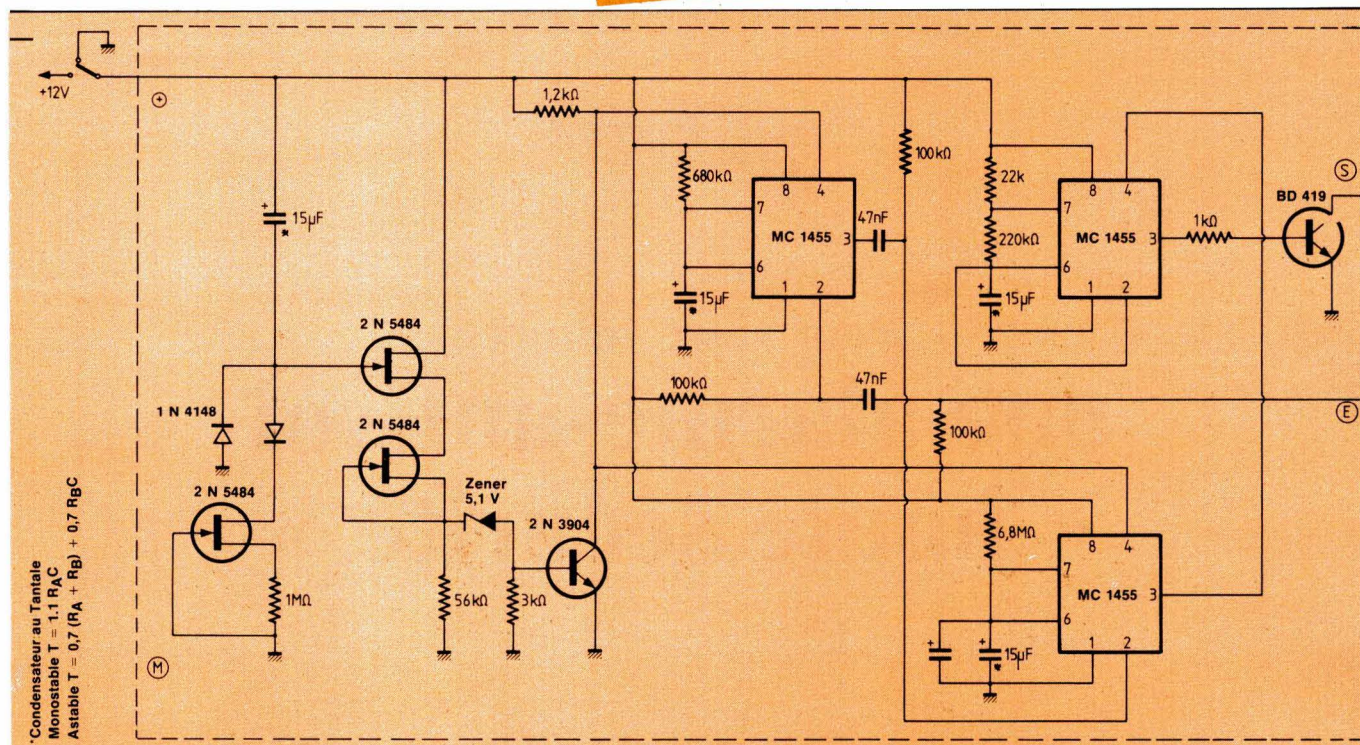 +12V
⊕
1,2kΩ
15µF
*
680kΩ
8
4
7
MC 1455
3
6
1
2
15µF
*
47nF
100kΩ
22k
220kΩ
8
4
7
MC 1455
3
6
1
2
15µF
*
1kΩ
BD 419
S
2 N 5484
1 N 4148
2 N 5484
2 N 5484
100kΩ
47nF
100kΩ
E
Zener
5,1 V
2 N 3904
1MΩ
56kΩ
3kΩ
6,8MΩ
8
4
7
MC 1455
3
6
1
2
15µF
*
M
*Condensateur au Tantale
Monostable T = 1.1 RAC
Astable T = 0,7 (RA + RB) + 0,7 RBC